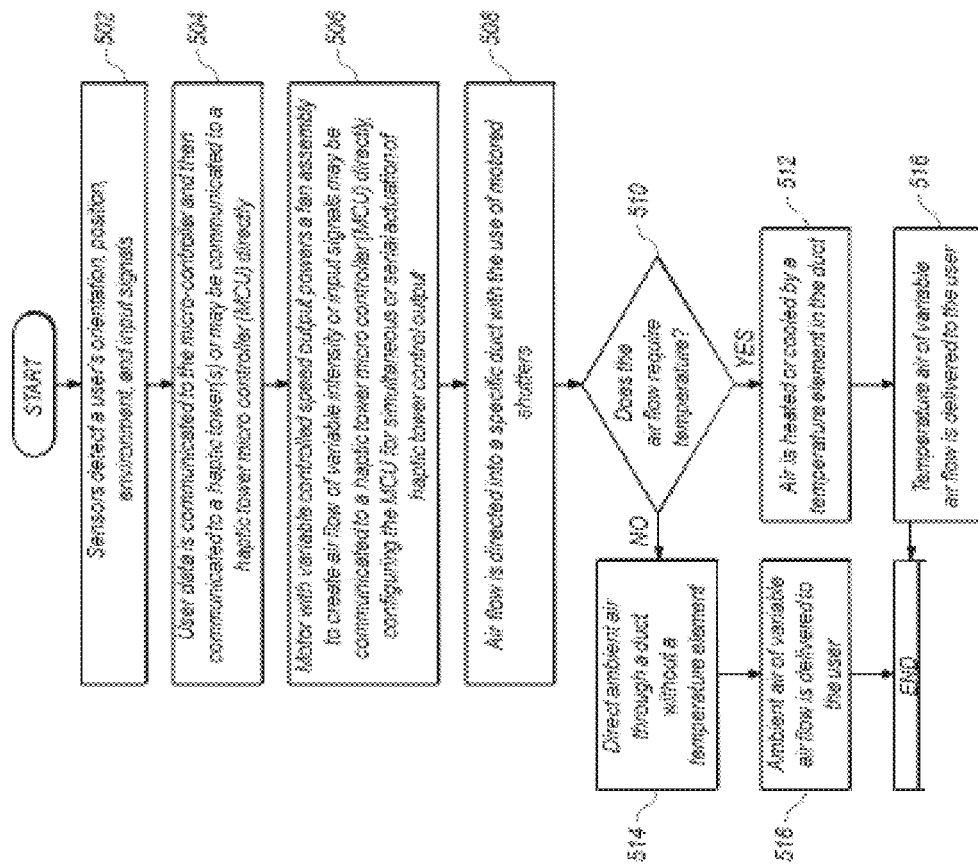 START
Sensors detect a user's orientation, position,
environment, and input signals
502
User data is communicated to the micro-controller and then
communicated to a haptic tower(s) or may be communicated to a
haptic tower micro controller (MCU) directly
504
Motor with variable controlled speed output powers a fan assembly
to create air flow of variable intensity or input signals may be
communicated to a haptic tower micro controller (MCU) directly,
configuring the MCU for simultaneous or serial actuation of
haptic tower control output
506
Air flow is directed into a specific duct with the use of motored
shutters
508
Does the
air flow require
temperature?
510
NO
YES
Direct ambient air
through a duct
without a
temperature element
514
Air is heated or cooled by a
temperature element in the duct
512
Ambient air of variable
air flow is delivered to
the user
518
Temperature air of variable
air flow is delivered to the user
516
END